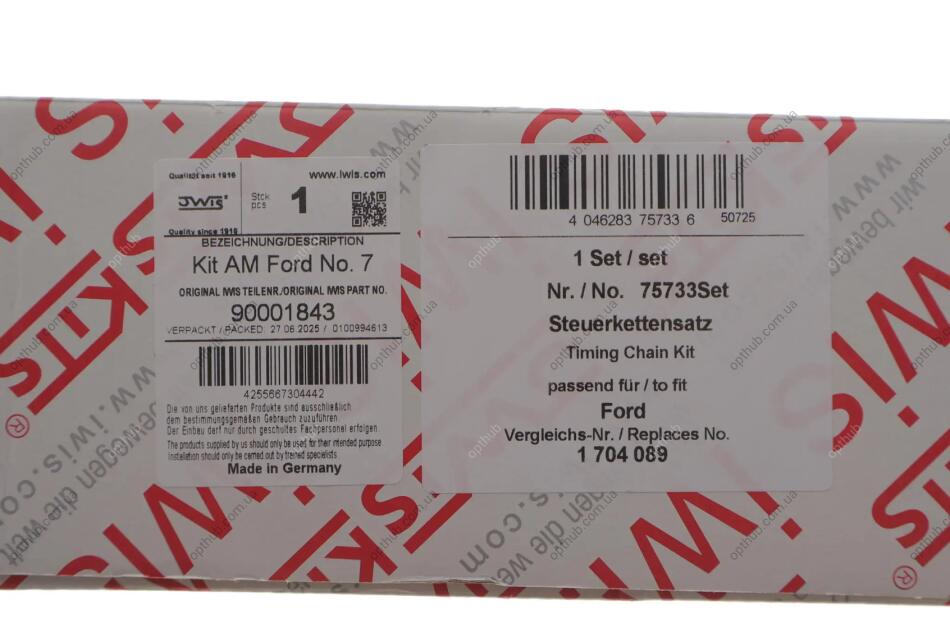 Qualität seit 1916
www.iwis.com
JWIS
Stck
pcs
1
Quality since 1916
BEZEICHNUNG/DESCRIPTION
Kit AM Ford No. 7
ORIGINAL IWIS TEILENR./ORIGINAL IWIS PART NO.
90001843
VERPACKT / PACKED: 27.06.2025 / 0100994613
4255667304442
Die von uns gelieferten Produkte sind ausschließlich
dem bestimmungsgemäßen Gebrauch zuzuführen.
Der Einbau darf nur durch geschultes Fachpersonal erfolgen.
The products supplied by us should only be used for their intended purpose
Installation should only be carried out by trained specialists.
Made in Germany
4 046283 75733 6
50725
1 Set / set
Nr. / No. 75733Set
Steuerkettensatz
Timing Chain Kit
passend für / to fit
Ford
Vergleichs-Nr. / Replaces No.
1 704 089